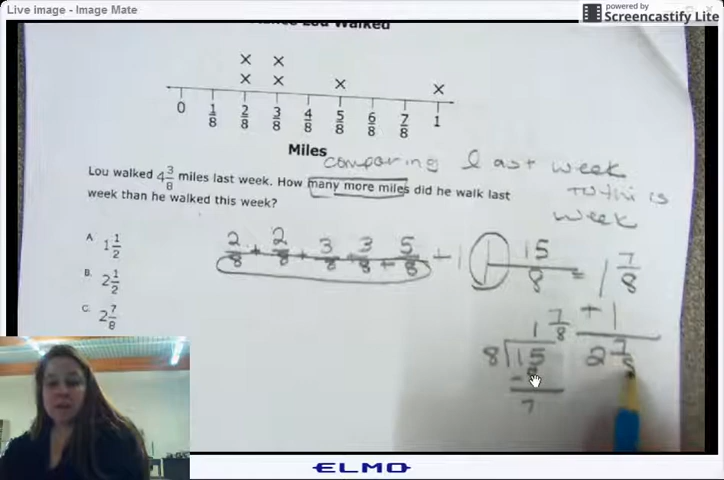 Live image - Image Mate
powered by
Screencastify Lite
Lou Walked
× ×
× × × ×
0 1/8 2/8 3/8 4/8 5/8 6/8 7/8 1
Miles
comparing last week
to this
week
Lou walked 4 3/8 miles last week. How many more miles did he walk last
week than he walked this week?
A. 1 1/2
B. 2 1/2
C. 2 7/8
2/8 + 2/8 + 3/8 + 3/8 + 5/8 + 1
1 15/8 = 1 7/8
+ 1
2 7/8
1 7/8
8 15
- 8
7
ELMO